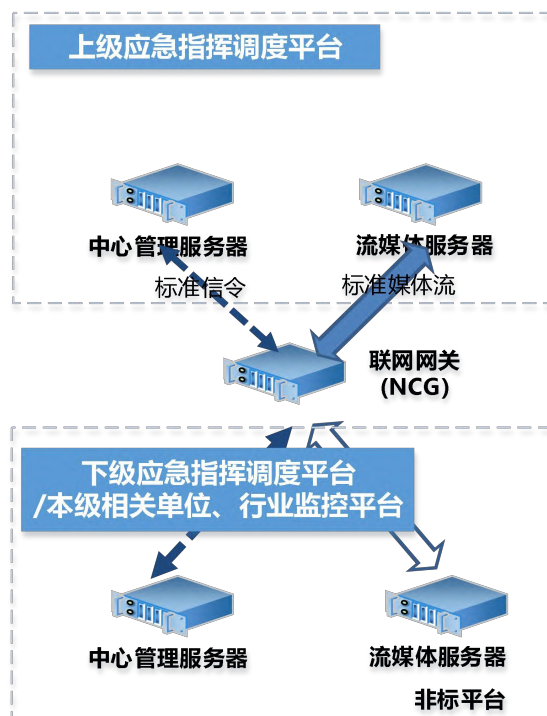 上级应急指挥调度平台
中心管理服务器
流媒体服务器
标准信令
标准媒体流
联网网关
(NCG)
下级应急指挥调度平台
/本级相关单位、行业监控平台
中心管理服务器
流媒体服务器
非标平台